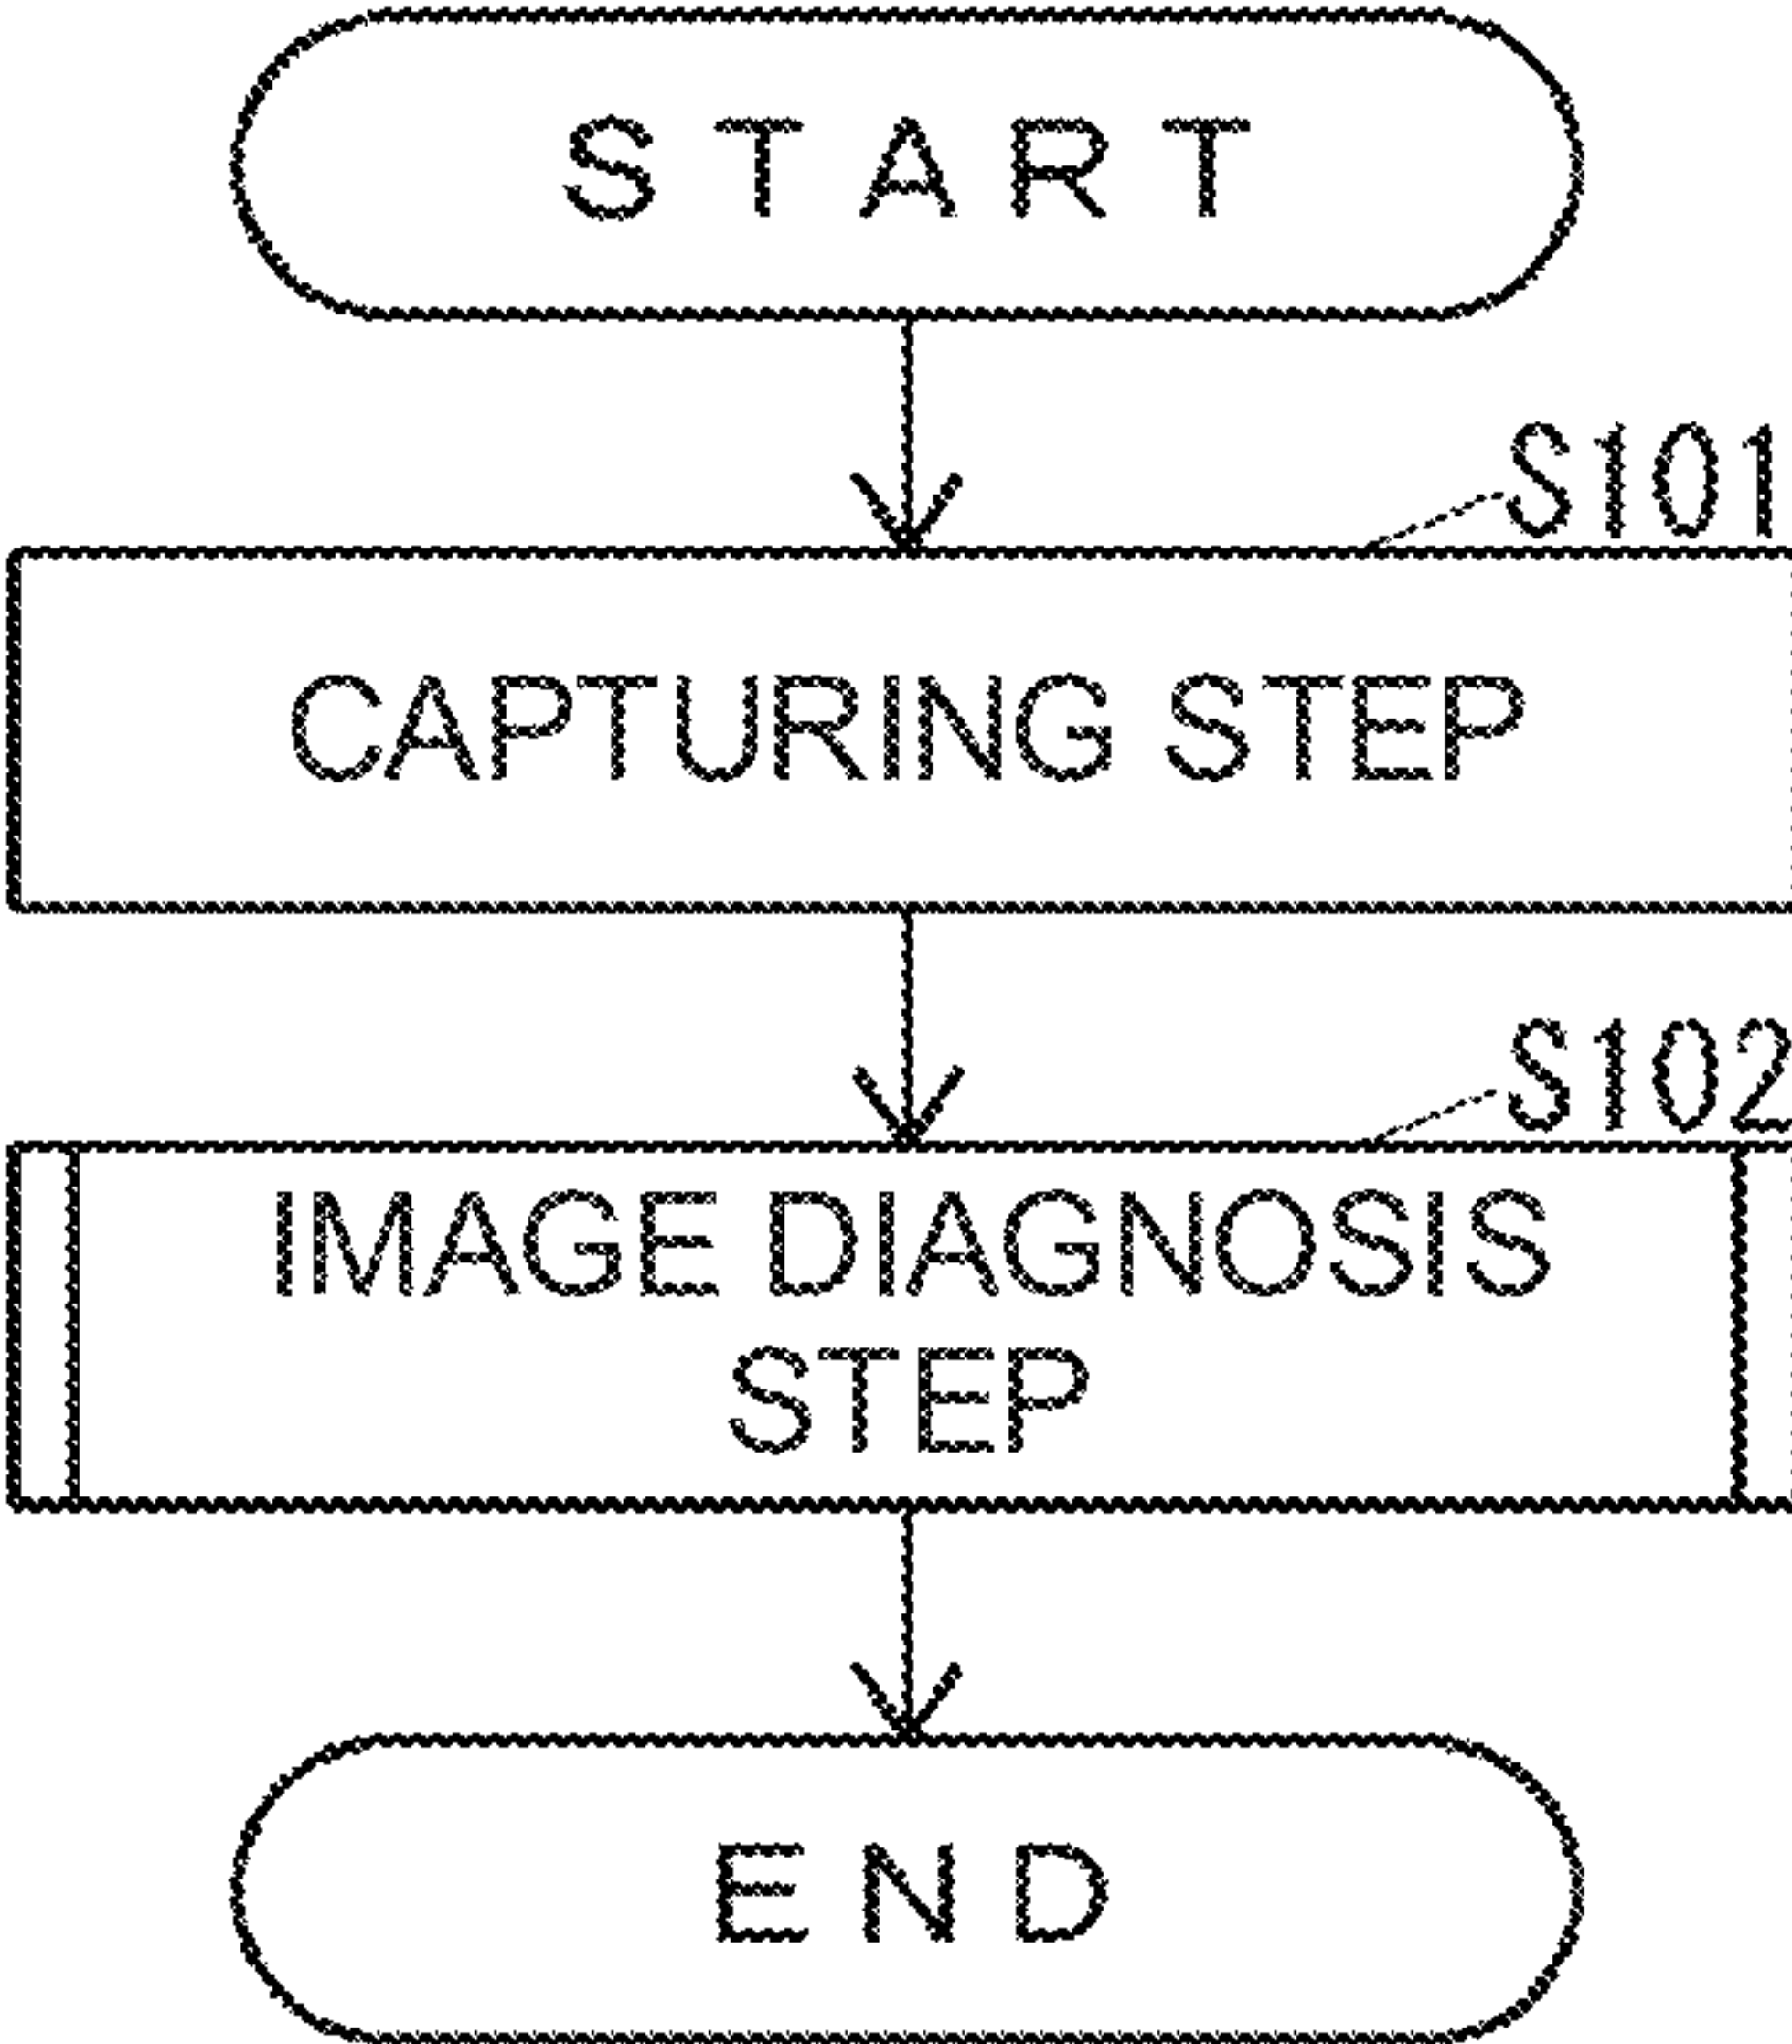 START
S101
CAPTURING STEP
S102
IMAGE DIAGNOSIS
STEP
END